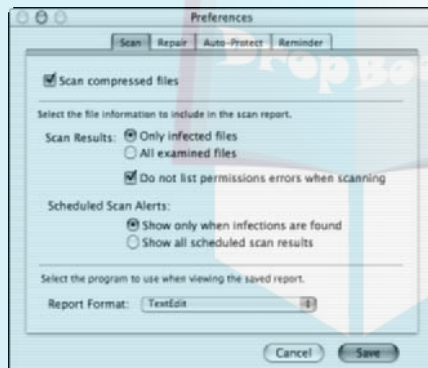 Preferences
Scan Repair Auto-Protect Reminder
DropBo
Scan compressed files
Select the file information to include in the scan report.
Scan Results: Only infected files
All examined files
Do not list permissions errors when scanning
Scheduled Scan Alerts:
Show only when infections are found
Show all scheduled scan results
Select the program to use when viewing the saved report.
Report Format: TextEdit
Cancel Save